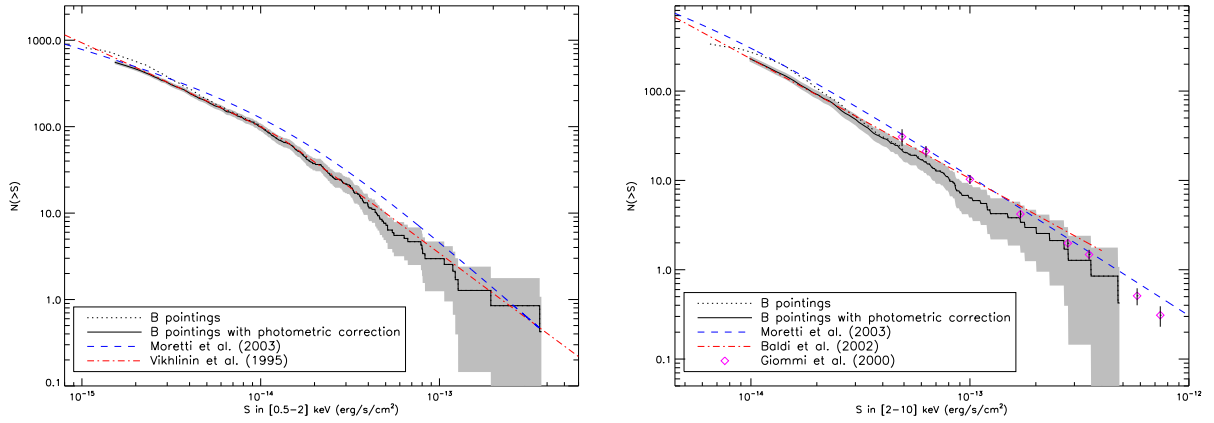 1000.0
100.0
10.0
1.0
0.1
N(>S)
B pointings
B pointings with photometric correction
Moretti et al. (2003)
Vikhlinin et al. (1995)
10⁻¹⁵
10⁻¹⁴
10⁻¹³
S in [0.5−2] keV (erg/s/cm²)
100.0
10.0
1.0
0.1
N(>S)
B pointings
B pointings with photometric correction
Moretti et al. (2003)
Baldi et al. (2002)
Giommi et al. (2000)
10⁻¹⁴
10⁻¹³
10⁻¹²
S in [2−10] keV (erg/s/cm²)